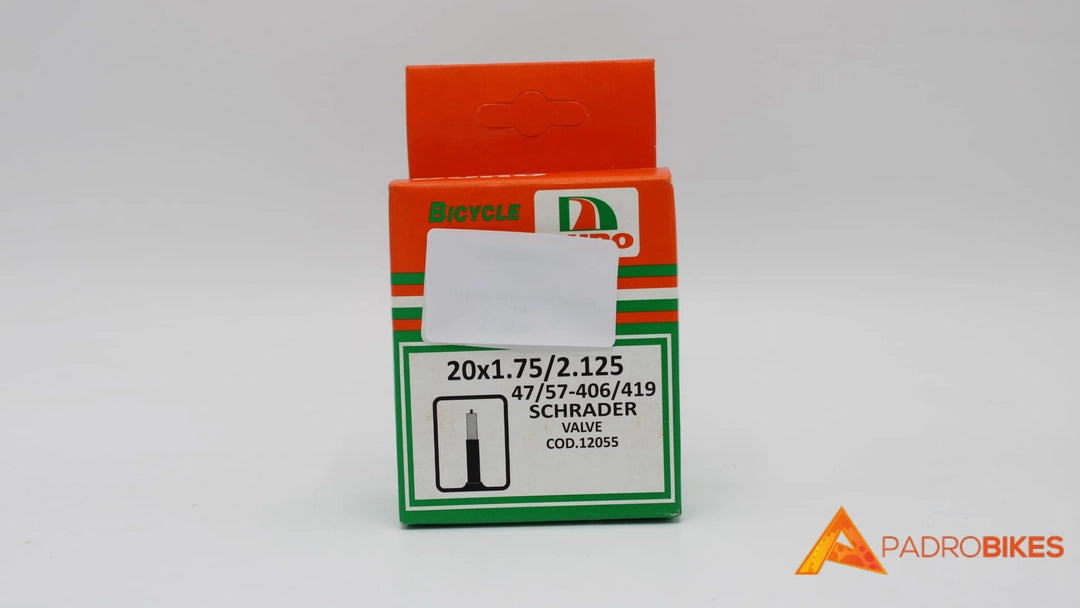 BICYCLE
20x1.75/2.125
47/57-406/419
SCHRADER
VALVE
COD.12055
PADROBIKES